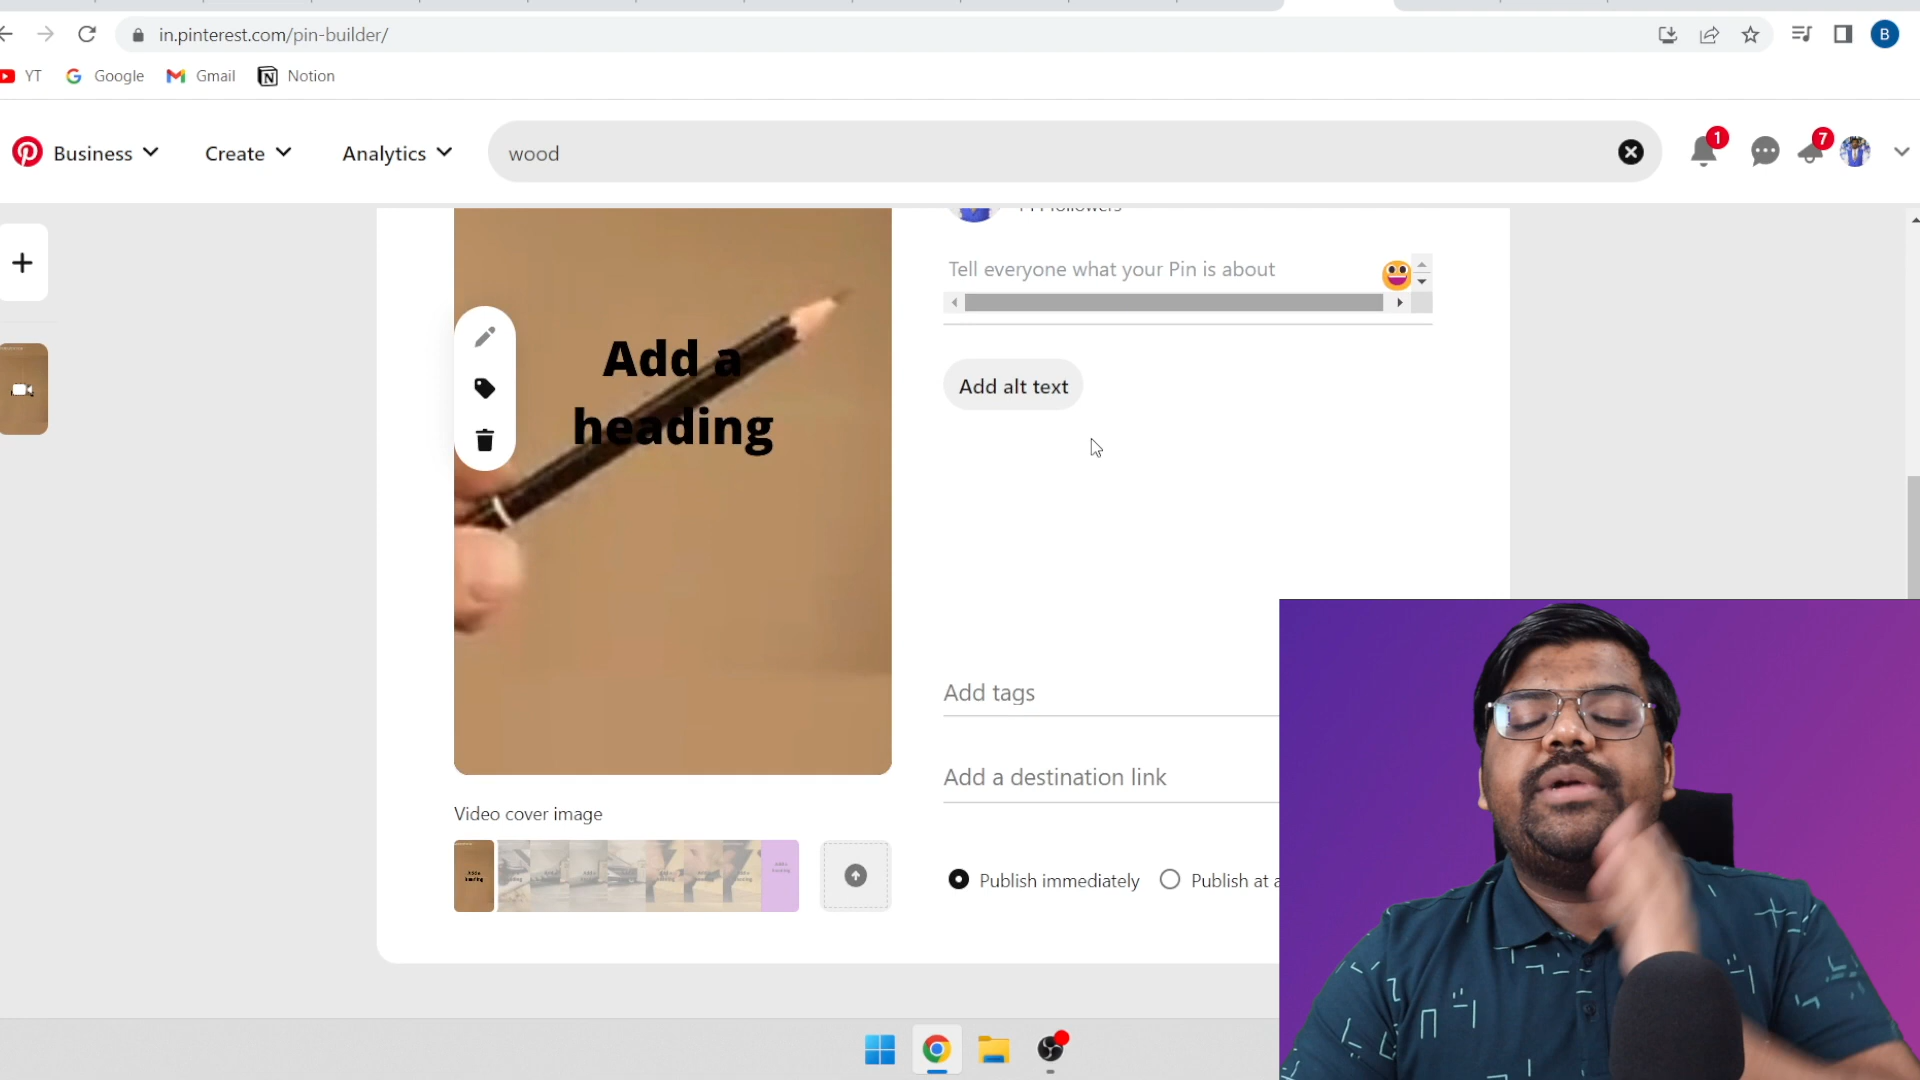 in.pinterest.com/pin-builder/
B
YT Google Gmail Notion
Business Create Analytics wood 1 7
Tell everyone what your Pin is about
Add a
heading
Add alt text
Add tags
Add a destination link
Video cover image
Publish immediately Publish at a